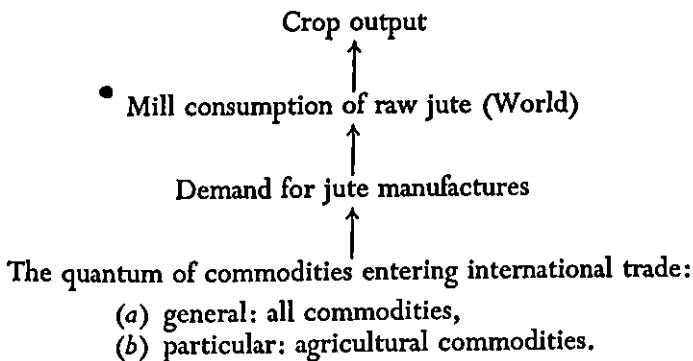 Crop output
Mill consumption of raw jute (World)
Demand for jute manufactures
The quantum of commodities entering international trade:
(a) general: all commodities,
(b) particular: agricultural commodities.